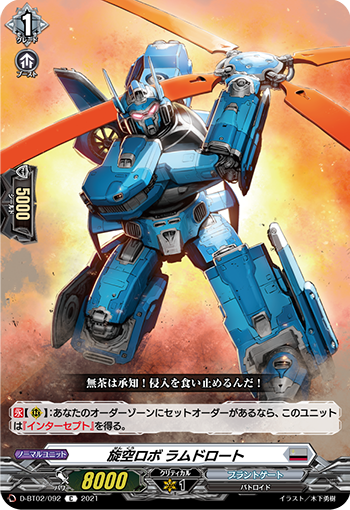 1
グレード
ブースト
5000
シールド
無茶は承知！侵入を食い止めるんだ！
【永】【(R)】：あなたのオーダーゾーンにセットオーダーがあるなら、このユニット
は『インターセプト』を得る。
ノーマルユニット
旋空ロボ ラムドロート
パワー 8000 クリティカル 1 ブラントゲート
バトロイド
D-BT02/092 C 2021 イラスト／木下勇樹